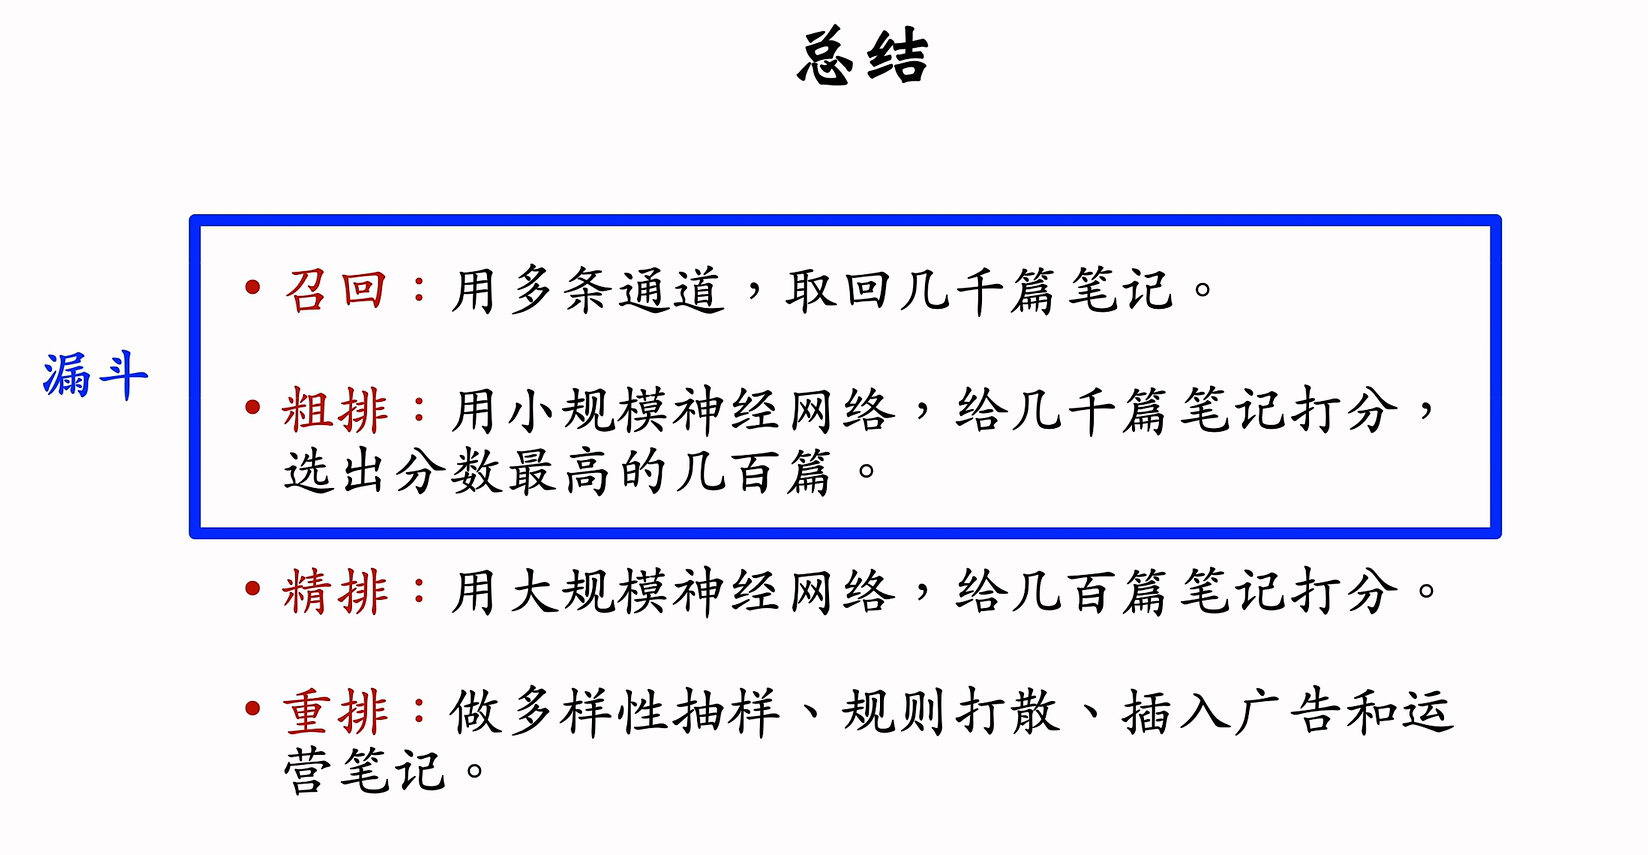 总结
• 召回：用多条通道，取回几千篇笔记。
漏斗
• 粗排：用小规模神经网络，给几千篇笔记打分，
选出分数最高的几百篇。
• 精排：用大规模神经网络，给几百篇笔记打分。
• 重排：做多样性抽样、规则打散、插入广告和运
营笔记。